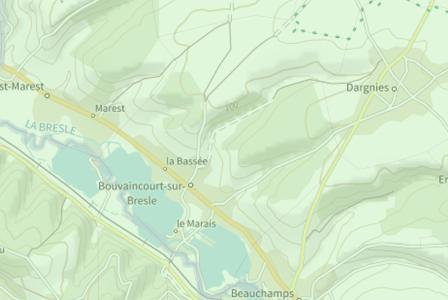 100
Dargnies
st-Marest
Marest
LA BRESLE
la Bassée
Bouvaincourt-sur-
Bresle
le Marais
Beauchamps